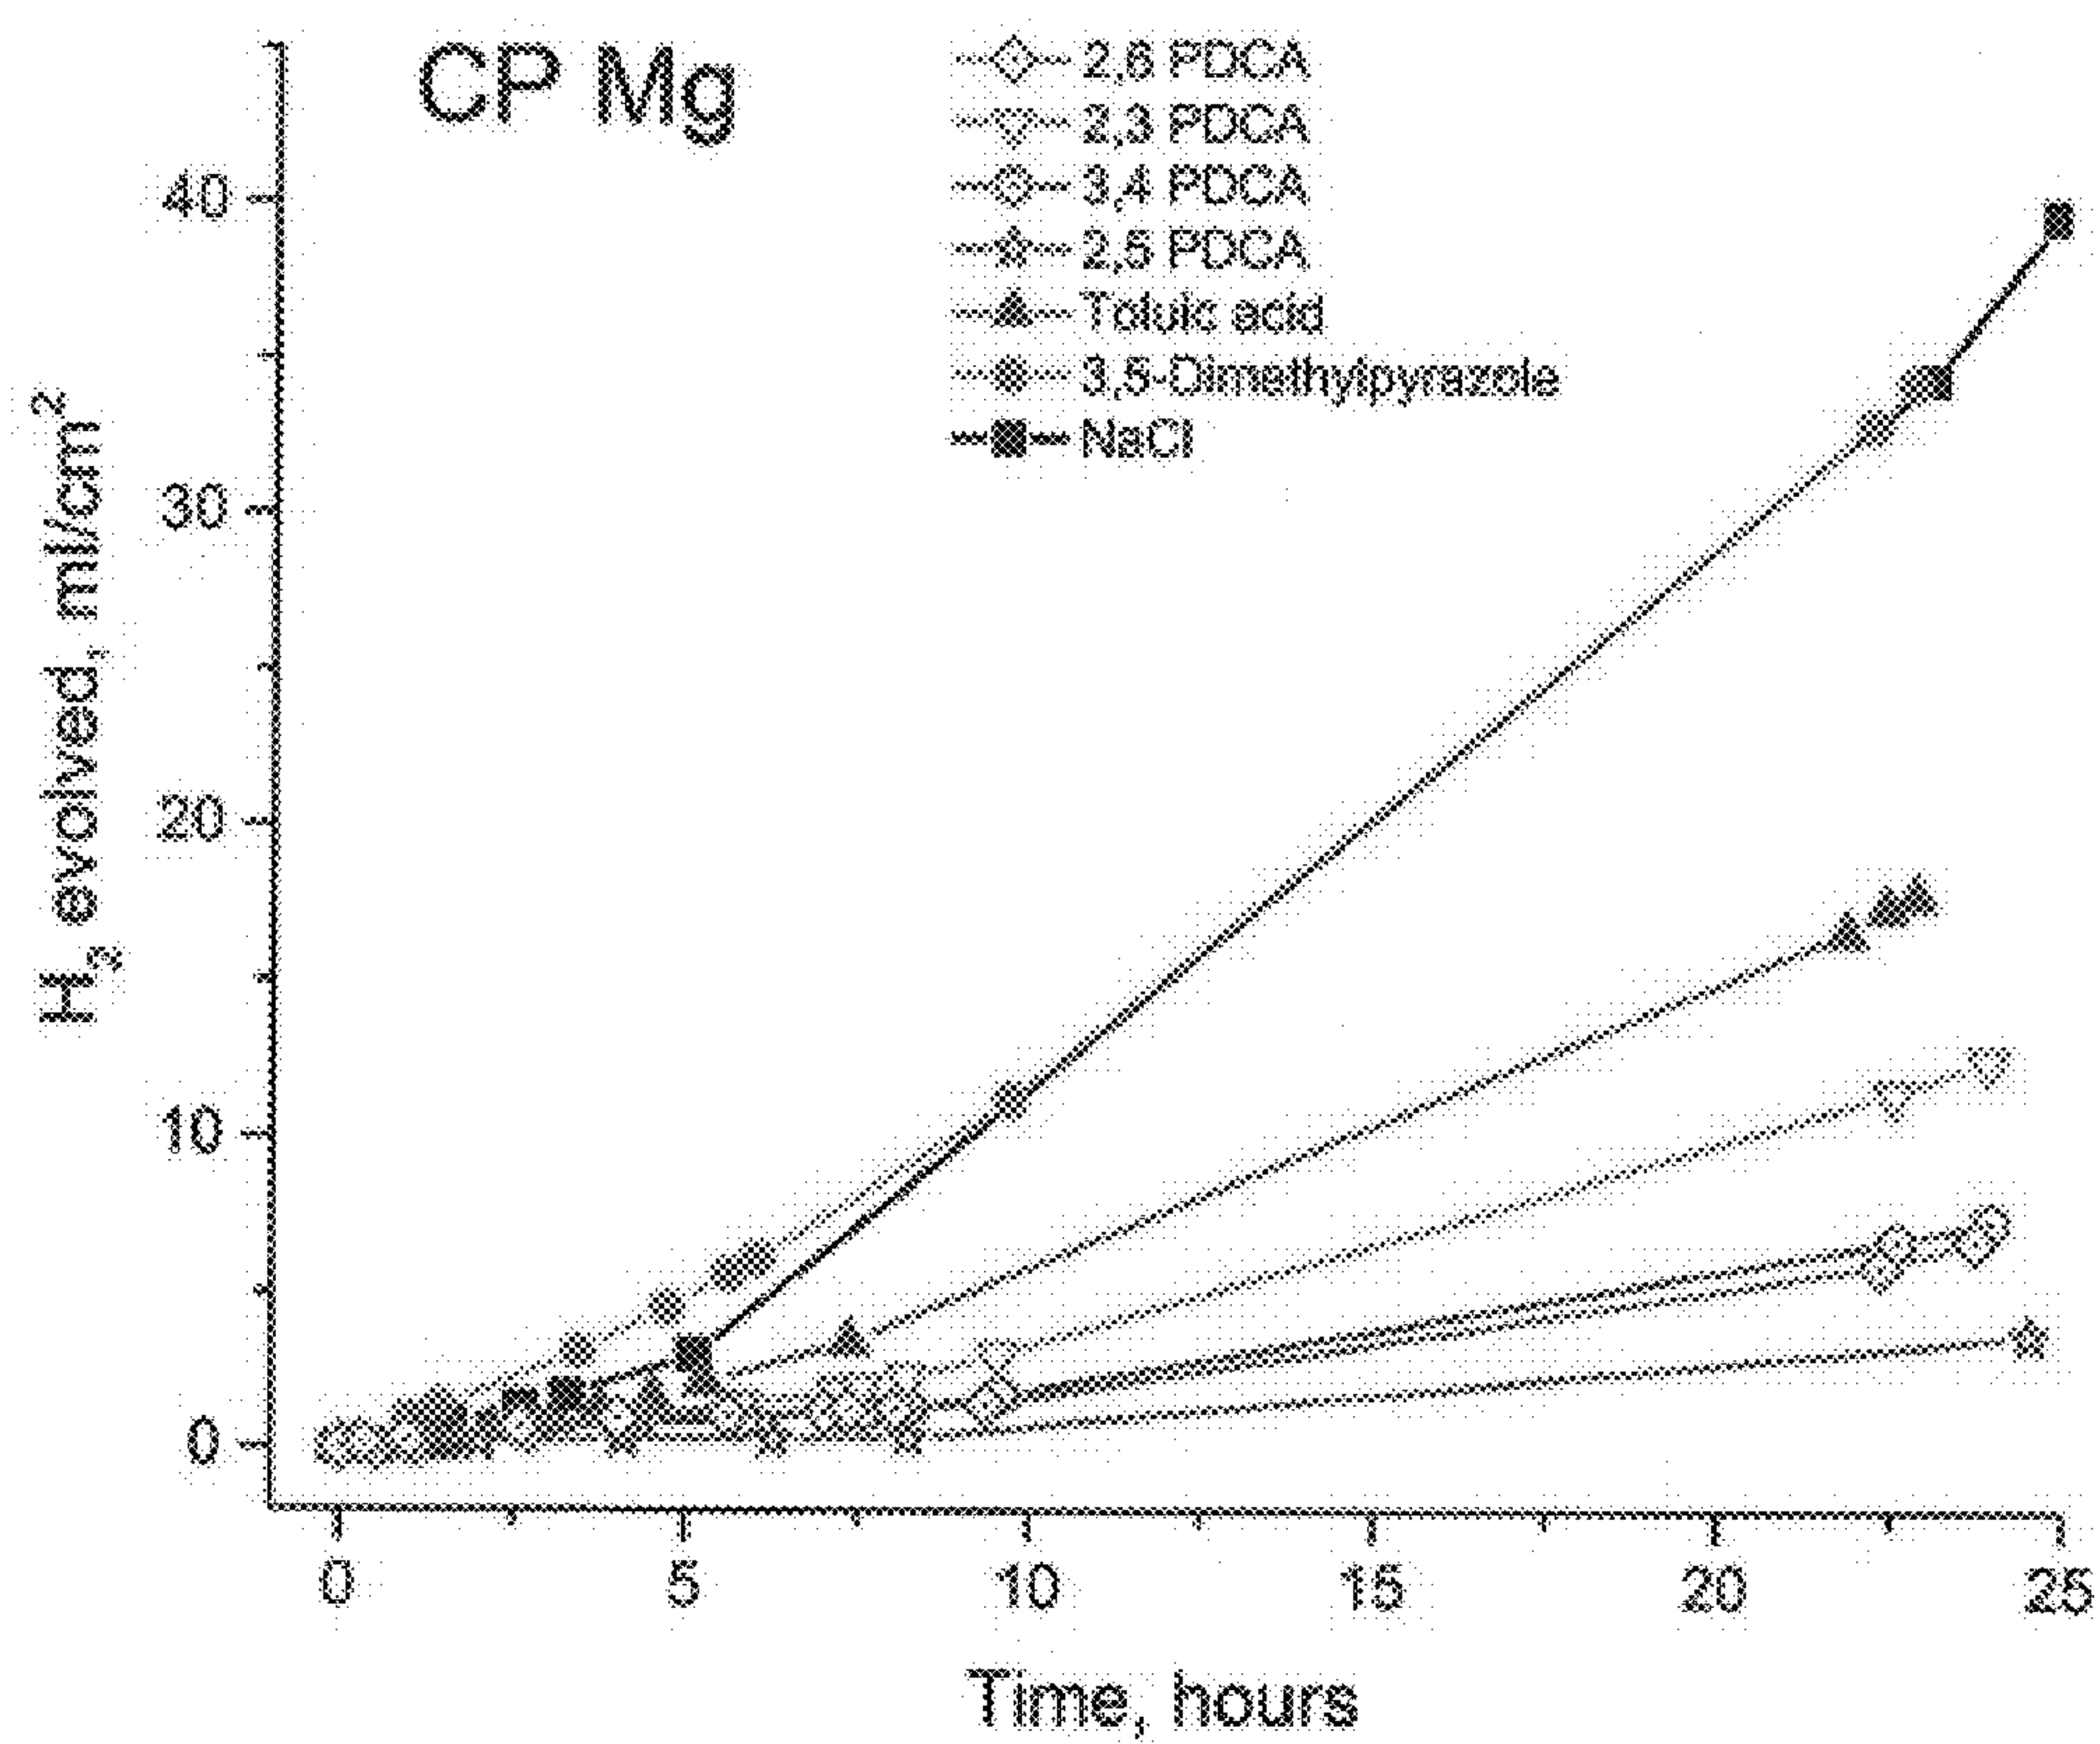 CP Mg
2,6 PDCA
2,3 PDCA
3,4 PDCA
2,5 PDCA
Toluic acid
3,5-Dimethylpyrazole
NaCl
H2 evolved, ml/cm2
40
30
20
10
0
0 5 10 15 20 25
Time, hours